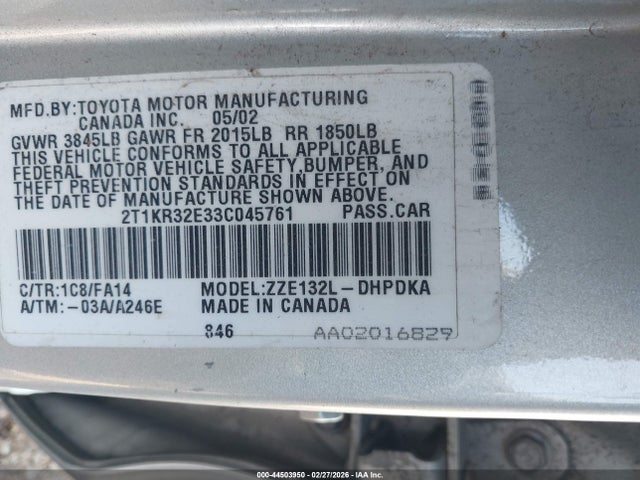 MFD.BY:TOYOTA MOTOR MANUFACTURING
CANADA INC. 05/02
GVWR 3845LB GAWR FR 2015LB RR 1850LB
THIS VEHICLE CONFORMS TO ALL APPLICABLE
FEDERAL MOTOR VEHICLE SAFETY,BUMPER, AND
THEFT PREVENTION STANDARDS IN EFFECT ON
THE DATE OF MANUFACTURE SHOWN ABOVE.
2T1KR32E33C045761 PASS.CAR
C/TR:1C8/FA14 MODEL:ZZE132L-DHPDKA
A/TM:-03A/A246E MADE IN CANADA
846 AA02016829
000-44503950 - 02/27/2026 - IAAI.COM